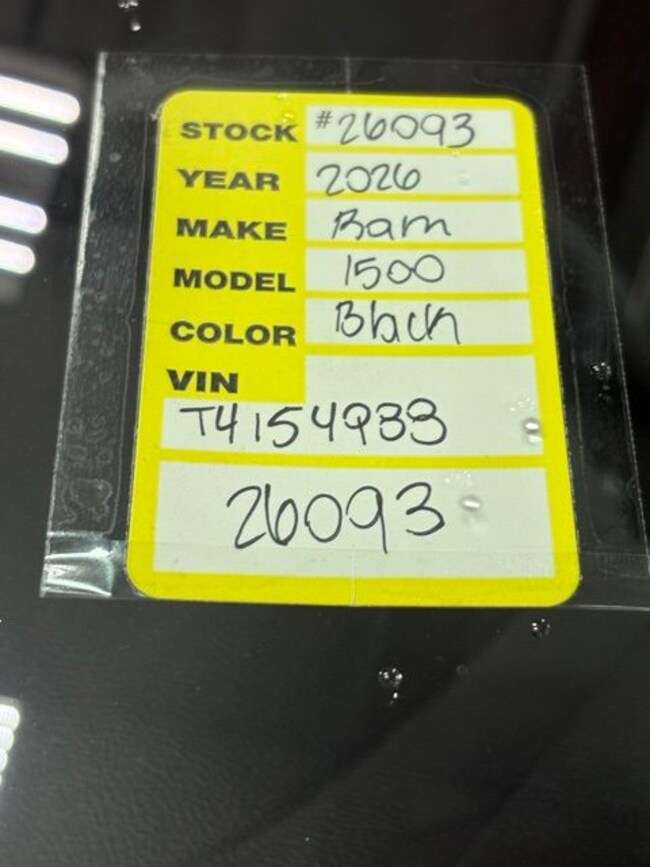 STOCK #26093
YEAR 2026
MAKE Ram
MODEL 1500
COLOR Black
VIN
T4154933
26093